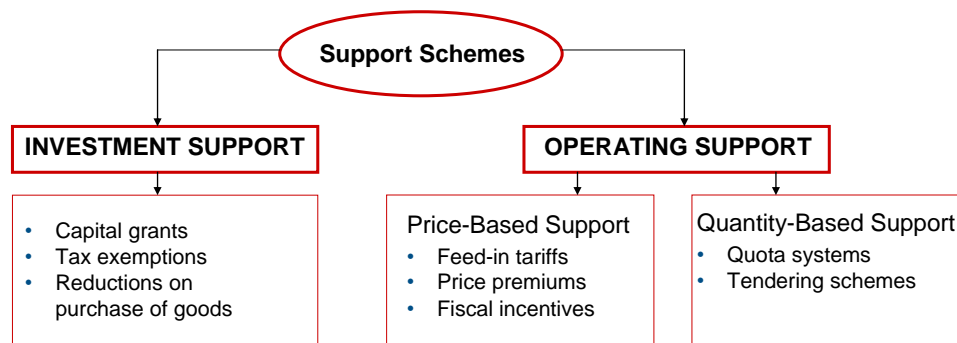 Support Schemes
INVESTMENT SUPPORT
OPERATING SUPPORT
• Capital grants
• Tax exemptions
• Reductions on
purchase of goods
Price-Based Support
• Feed-in tariffs
• Price premiums
• Fiscal incentives
Quantity-Based Support
• Quota systems
• Tendering schemes